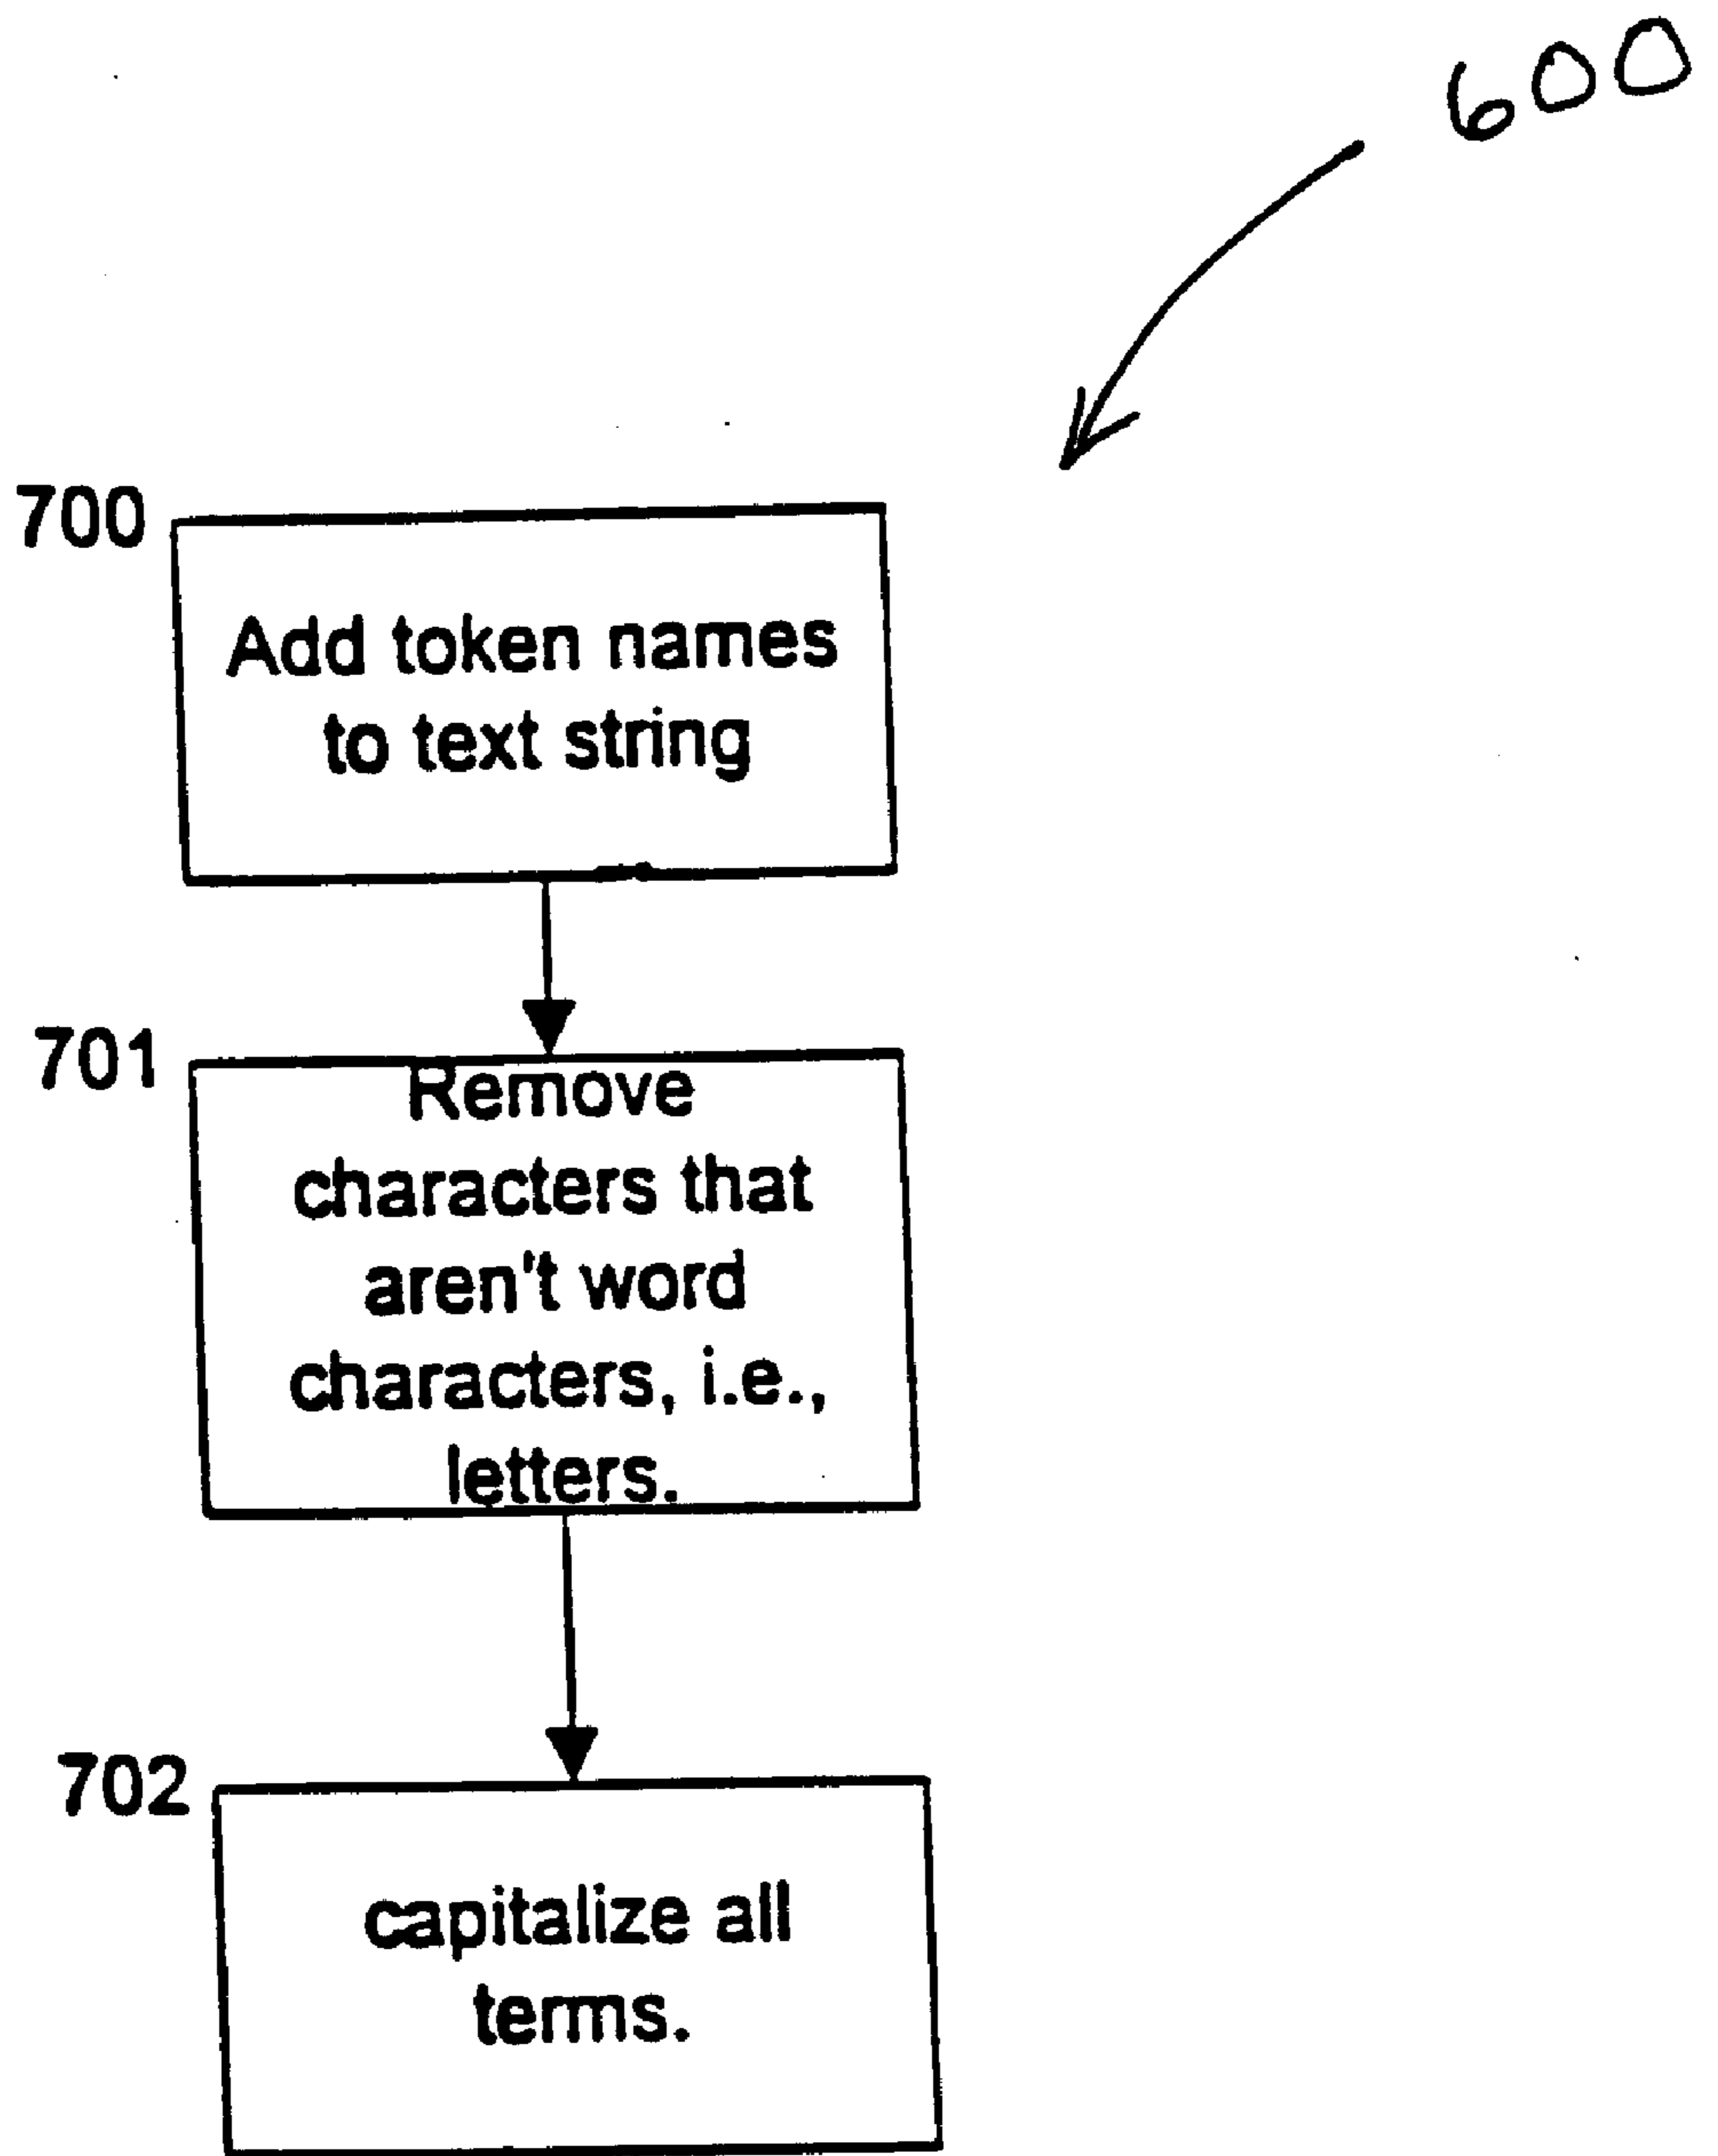 600
700
Add token names
to text string
701
Remove
characters that
aren't word
characters, i.e.,
letters.
702
capitalize all
terms.